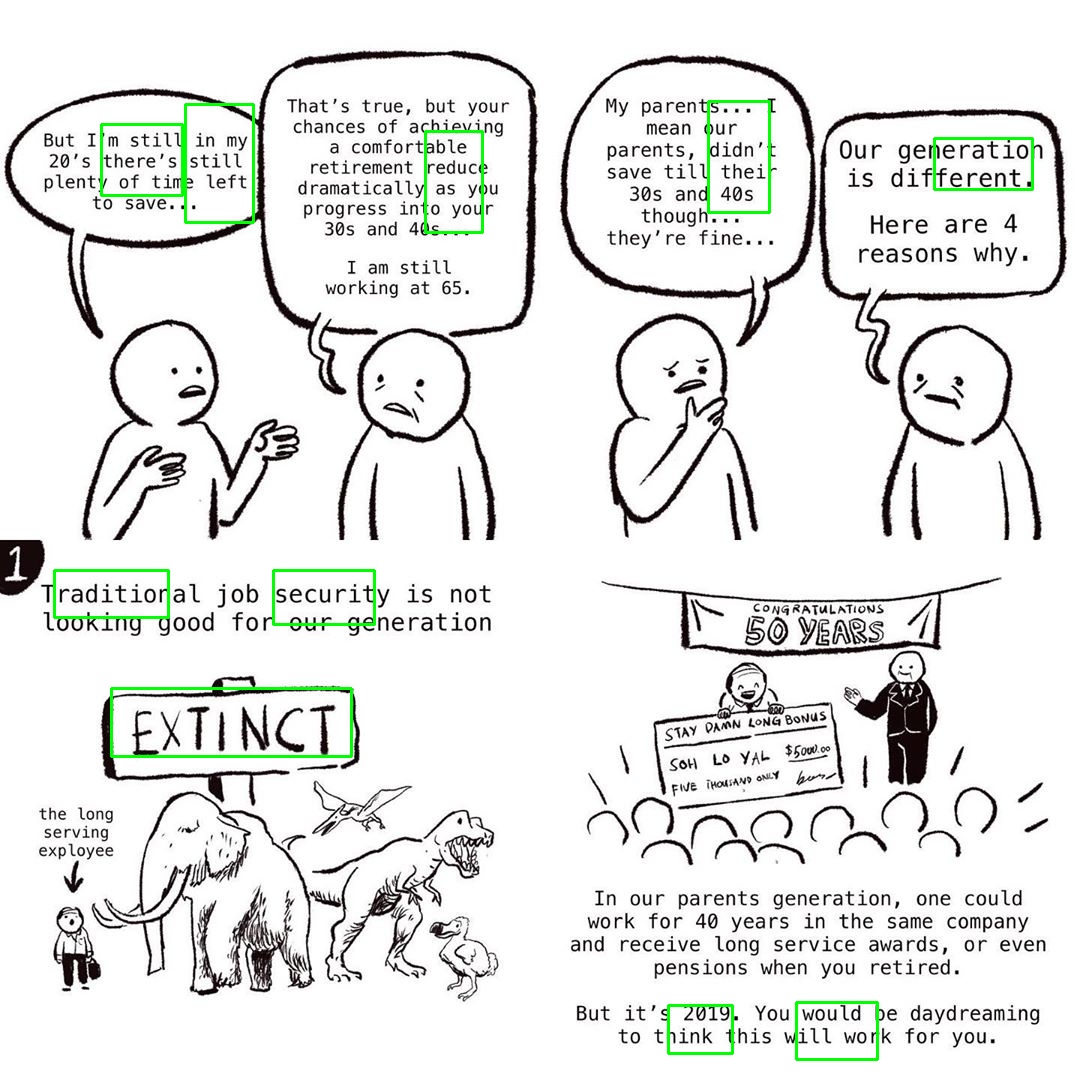 But I'm still in my
20's there's still
plenty of time left
to save...
That's true, but your
chances of achieving
a comfortable
retirement reduce
dramatically as you
progress into your
30s and 40s...
I am still
working at 65.
My parents... I
mean our
parents, didn't
save till their
30s and 40s
though...
they're fine...
Our generation
is different.
Here are 4
reasons why.
1
Traditional job security is not
looking good for our generation
EXTINCT
the long
serving
exployee
CONGRATULATIONS
50 YEARS
STAY DAMN LONG BONUS
SOH LO YAL $5000.00
FIVE THOUSAND ONLY
In our parents generation, one could
work for 40 years in the same company
and receive long service awards, or even
pensions when you retired.
But it's 2019. You would be daydreaming
to think this will work for you.